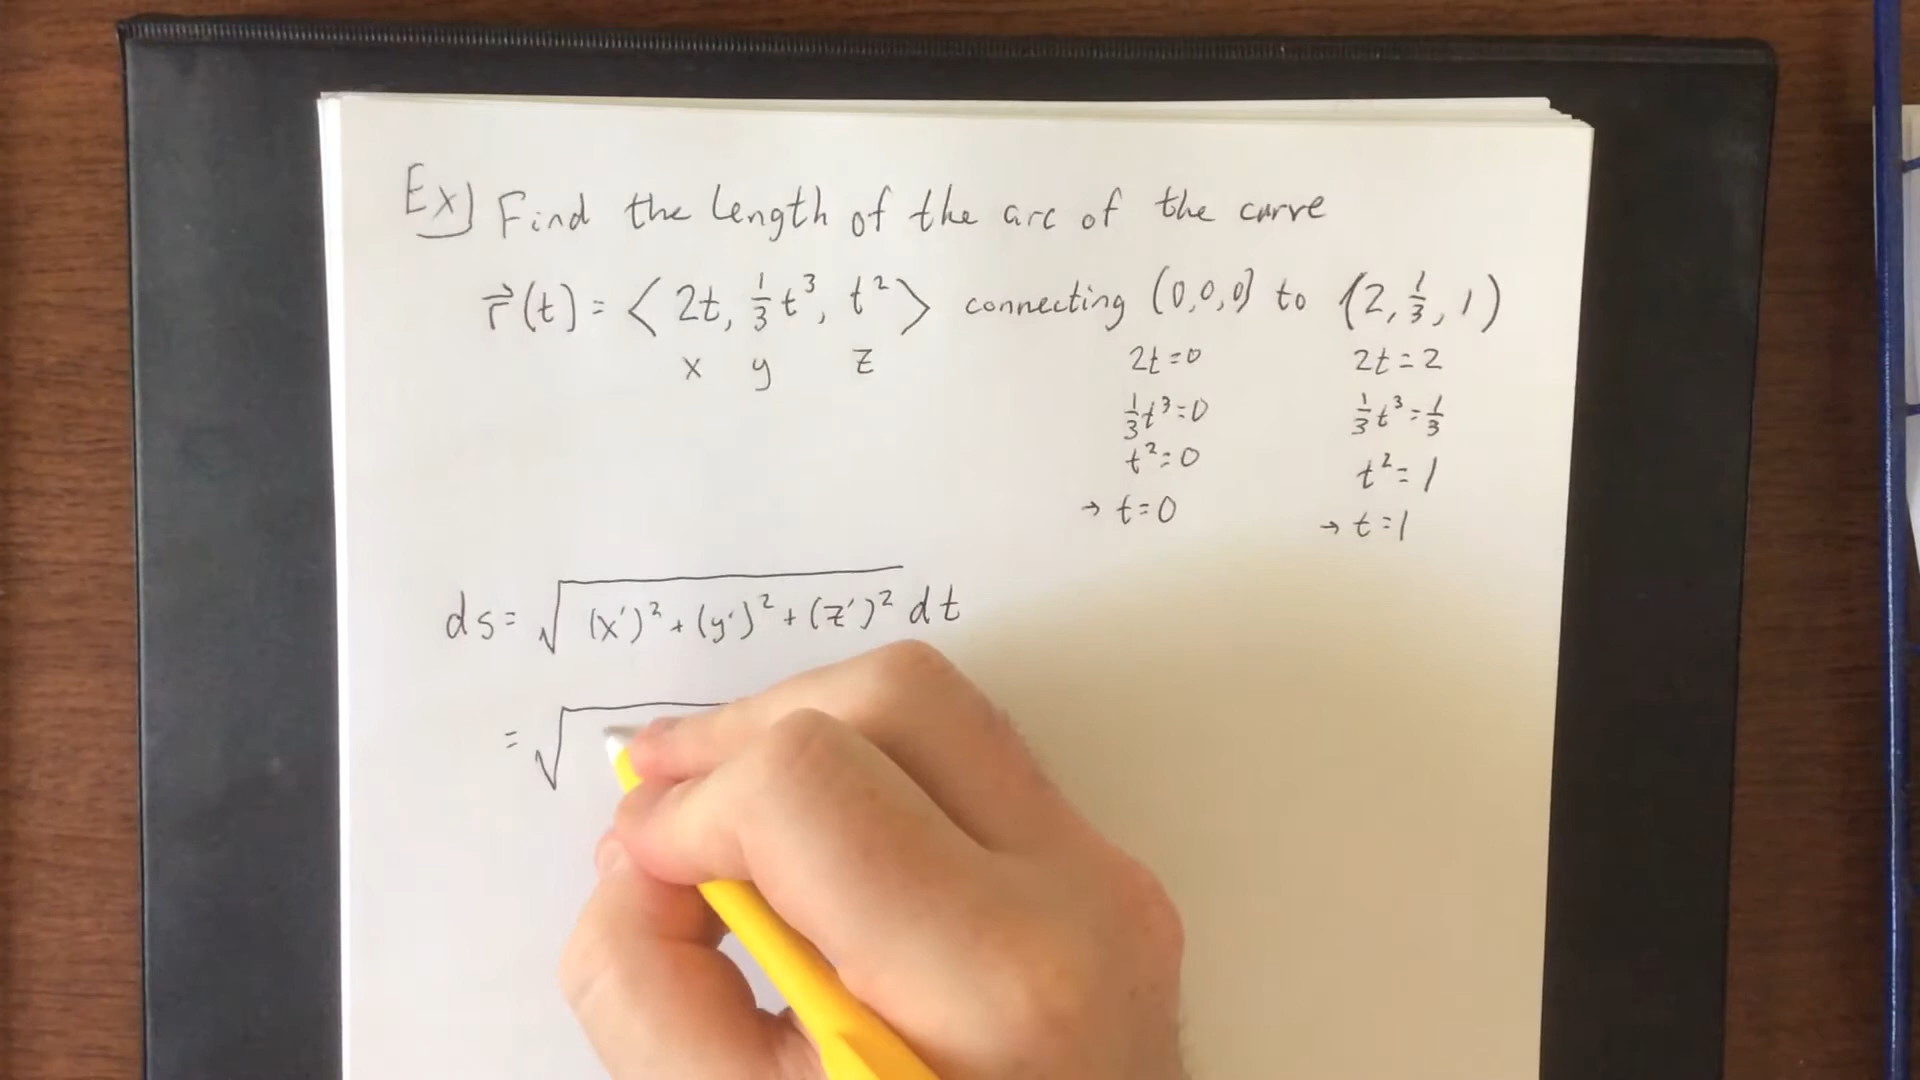 Ex) Find the length of the arc of the curve
r⃗(t) = ⟨2t, 1/3 t³, t²⟩ connecting (0,0,0) to (2, 1/3, 1)
x y z
2t=0 2t=2
1/3 t³=0 1/3 t³=1/3
t²=0 t²=1
→ t=0 → t=1
ds = √((x')²+(y')²+(z')²) dt
= √